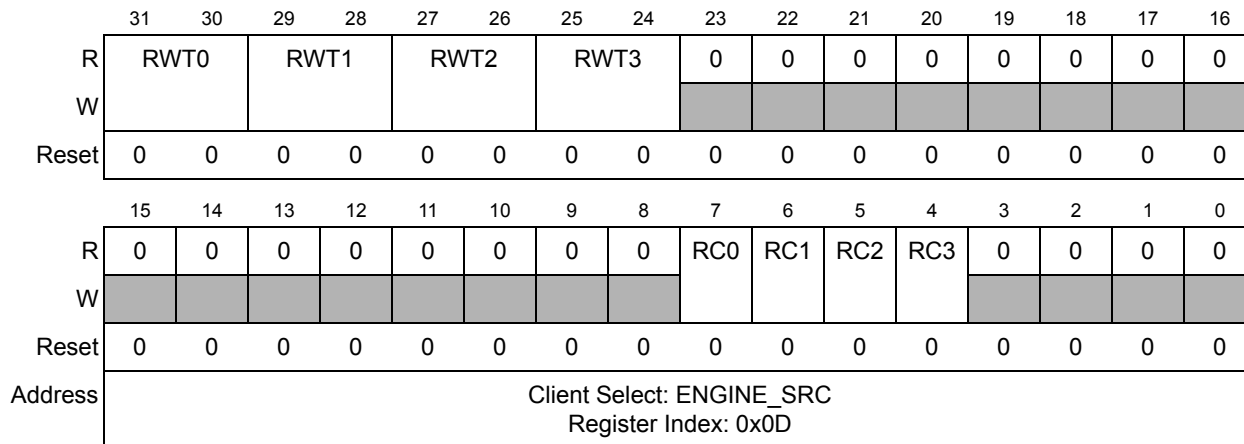 31 30 29 28 27 26 25 24 23 22 21 20 19 18 17 16
R RWT0 RWT1 RWT2 RWT3 0 0 0 0 0 0 0 0
W
Reset 0 0 0 0 0 0 0 0 0 0 0 0 0 0 0 0
15 14 13 12 11 10 9 8 7 6 5 4 3 2 1 0
R 0 0 0 0 0 0 0 0 RC0 RC1 RC2 RC3 0 0 0 0
W
Reset 0 0 0 0 0 0 0 0 0 0 0 0 0 0 0 0
Address Client Select: ENGINE_SRC
Register Index: 0x0D